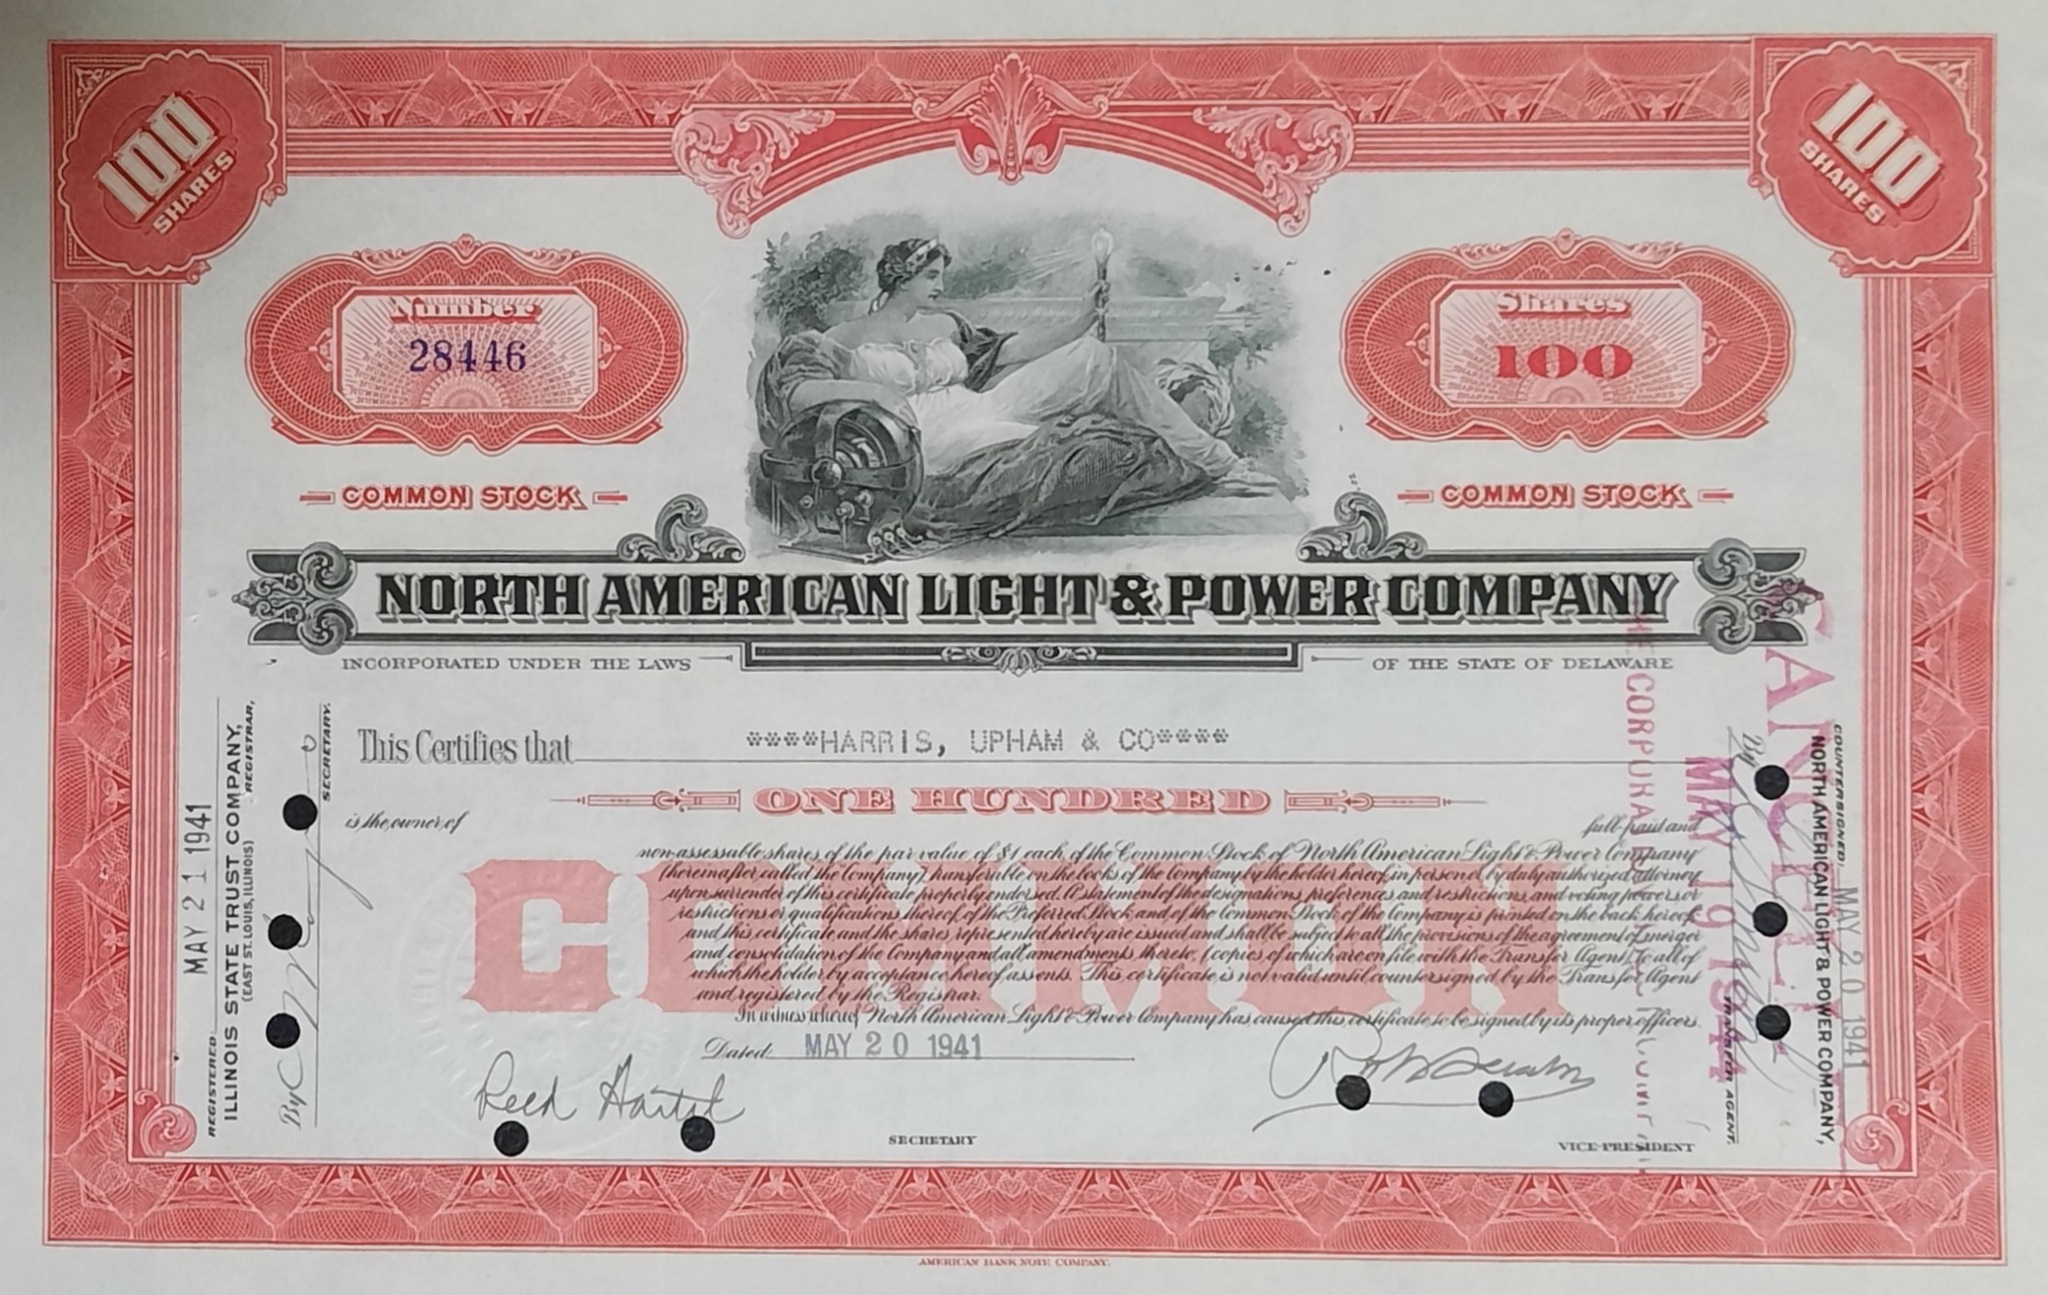 100
SHARES
100
SHARES
Number
28446
Shares
100
COMMON STOCK
COMMON STOCK
NORTH AMERICAN LIGHT & POWER COMPANY
INCORPORATED UNDER THE LAWS OF THE STATE OF DELAWARE
This Certifies that ****HARRIS, UPHAM & CO****
ONE HUNDRED
is the owner of full-paid and
COMMON
non-assessable shares of the par value of $1 each of the Common Stock of North American Light & Power Company
(hereinafter called the Company), transferable on the books of the Company by the holder hereof in person or by duly authorized attorney
upon surrender of this certificate properly endorsed. A statement of the designations, preferences and restrictions, and voting powers or
restrictions or qualifications thereof, of the Preferred Stock and of the Common Stock of the Company is printed on the back hereof
and this certificate and the shares represented hereby are issued and shall be subject to all the provisions of the agreement of merger
and consolidation of the Company and all amendments thereto, (copies of which are on file with the Transfer Agent) to all of
which the holder by acceptance hereof assents. This certificate is not valid until countersigned by the Transfer Agent
and registered by the Registrar.
In witness whereof North American Light & Power Company has caused this certificate to be signed by its proper officers.
Dated MAY 20 1941
Reed Hartel
SECRETARY
VICE-PRESIDENT
MAY 21 1941
REGISTERED:
ILLINOIS STATE TRUST COMPANY,
(EAST ST. LOUIS, ILLINOIS) REGISTRAR,
By
SECRETARY.
COUNTERSIGNED: MAY 20 1941
NORTH AMERICAN LIGHT & POWER COMPANY,
By
TRANSFER AGENT.
CANCELLED
MAY 19 1944
THE CORPORATION
AMERICAN BANK NOTE COMPANY.